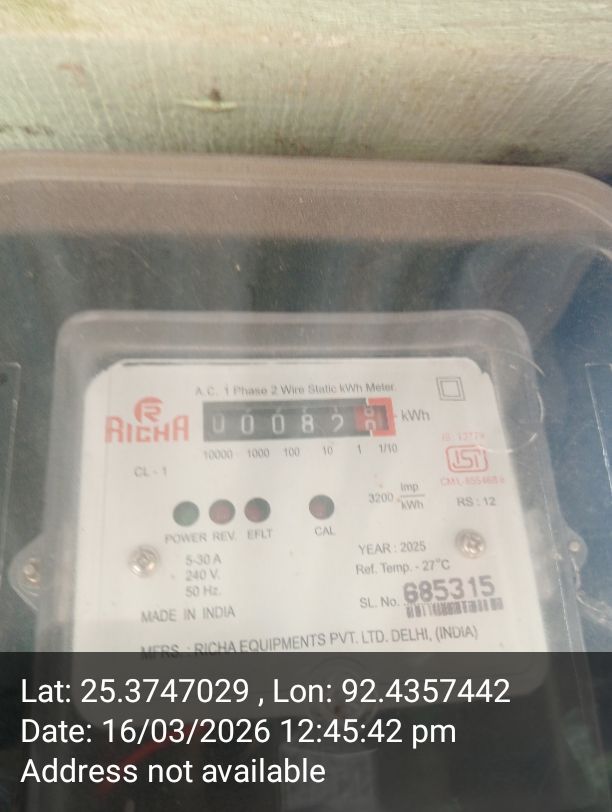 A.C. 1 Phase 2 Wire Static kWh Meter.
RICHA
00082 kWh
10000 1000 100 10 1 1/10
IS: 13779
ISI
CL - 1
3200 imp/kWh
RS : 12
POWER REV. EFLT CAL
5-30 A
240 V.
50 Hz.
YEAR : 2025
Ref. Temp. - 27°C
SL. No. 685315
MADE IN INDIA
MFRS. : RICHA EQUIPMENTS PVT. LTD. DELHI, (INDIA)
Lat: 25.3747029 , Lon: 92.4357442
Date: 16/03/2026 12:45:42 pm
Address not available